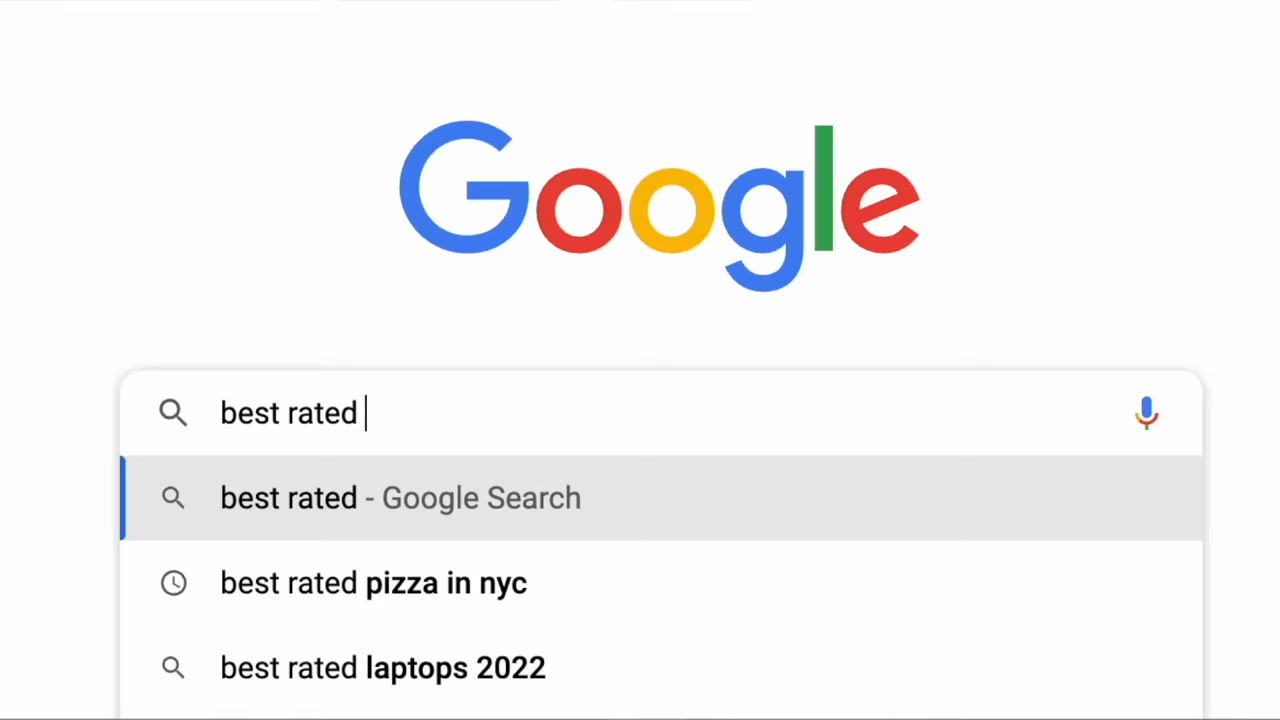 Google
best rated
best rated - Google Search
best rated pizza in nyc
best rated laptops 2022